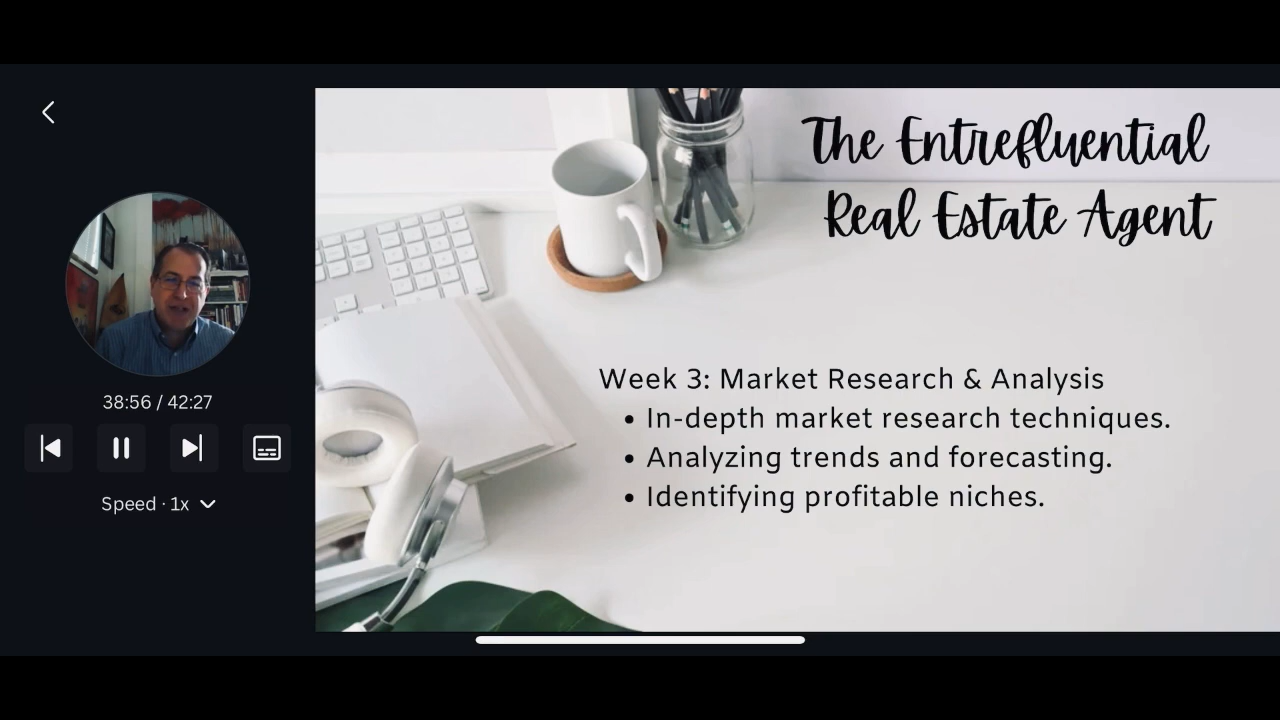 The Entrefluential
Real Estate Agent
38:56 / 42:27
Speed · 1x
Week 3: Market Research & Analysis
• In-depth market research techniques.
• Analyzing trends and forecasting.
• Identifying profitable niches.